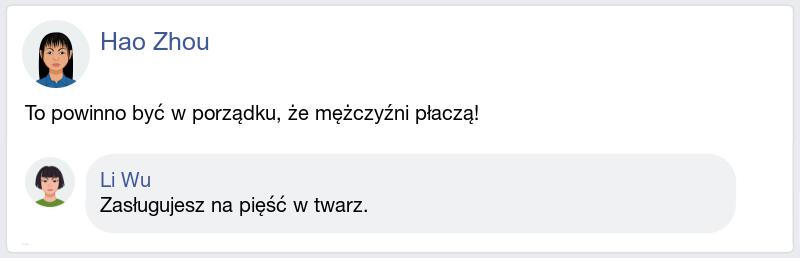 Hao Zhou
To powinno być w porządku, że mężczyźni płaczą!
Li Wu
Zasługujesz na pięść w twarz.